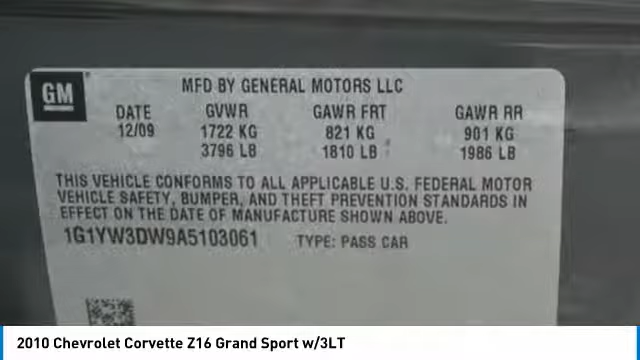 GM
MFD BY GENERAL MOTORS LLC
DATE GVWR GAWR FRT GAWR RR
12/09 1722 KG 821 KG 901 KG
3796 LB 1810 LB 1986 LB
THIS VEHICLE CONFORMS TO ALL APPLICABLE U.S. FEDERAL MOTOR
VEHICLE SAFETY, BUMPER, AND THEFT PREVENTION STANDARDS IN
EFFECT ON THE DATE OF MANUFACTURE SHOWN ABOVE.
1G1YW3DW9A5103061 TYPE: PASS CAR
2010 Chevrolet Corvette Z16 Grand Sport w/3LT